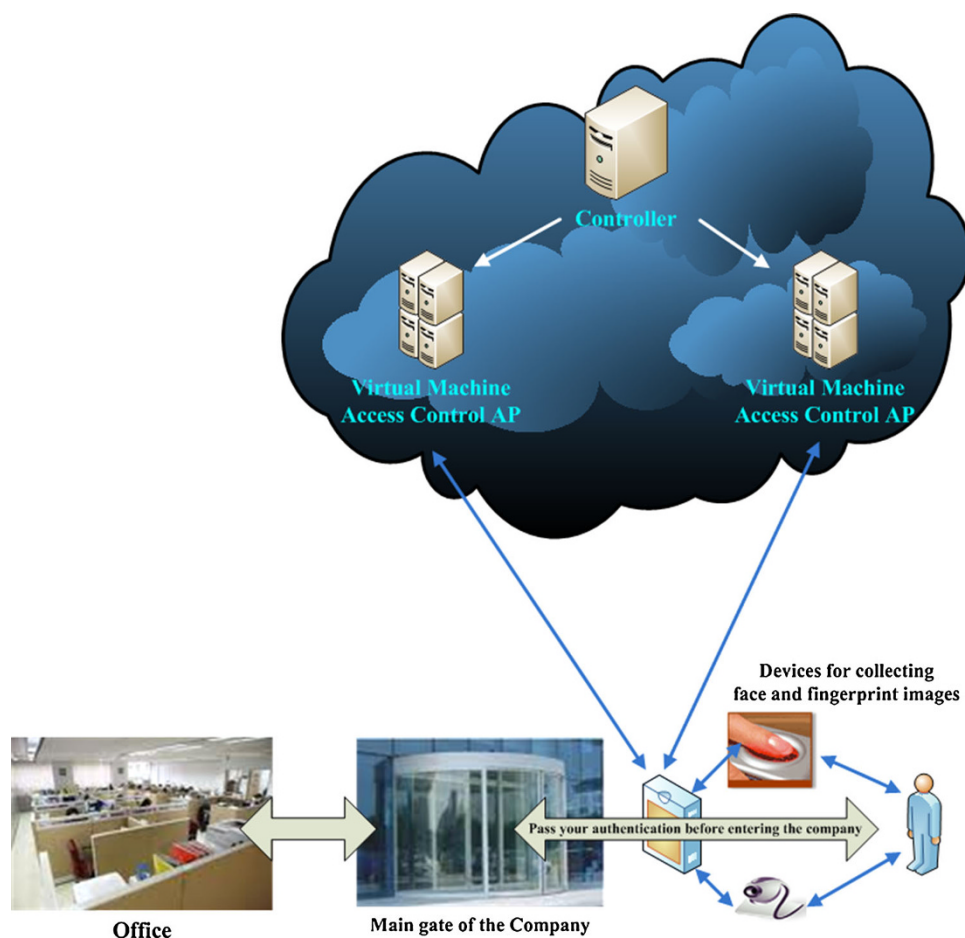 Controller
Virtual Machine
Access Control AP
Virtual Machine
Access Control AP
Devices for collecting
face and fingerprint images
Pass your authentication before entering the company
Office
Main gate of the Company